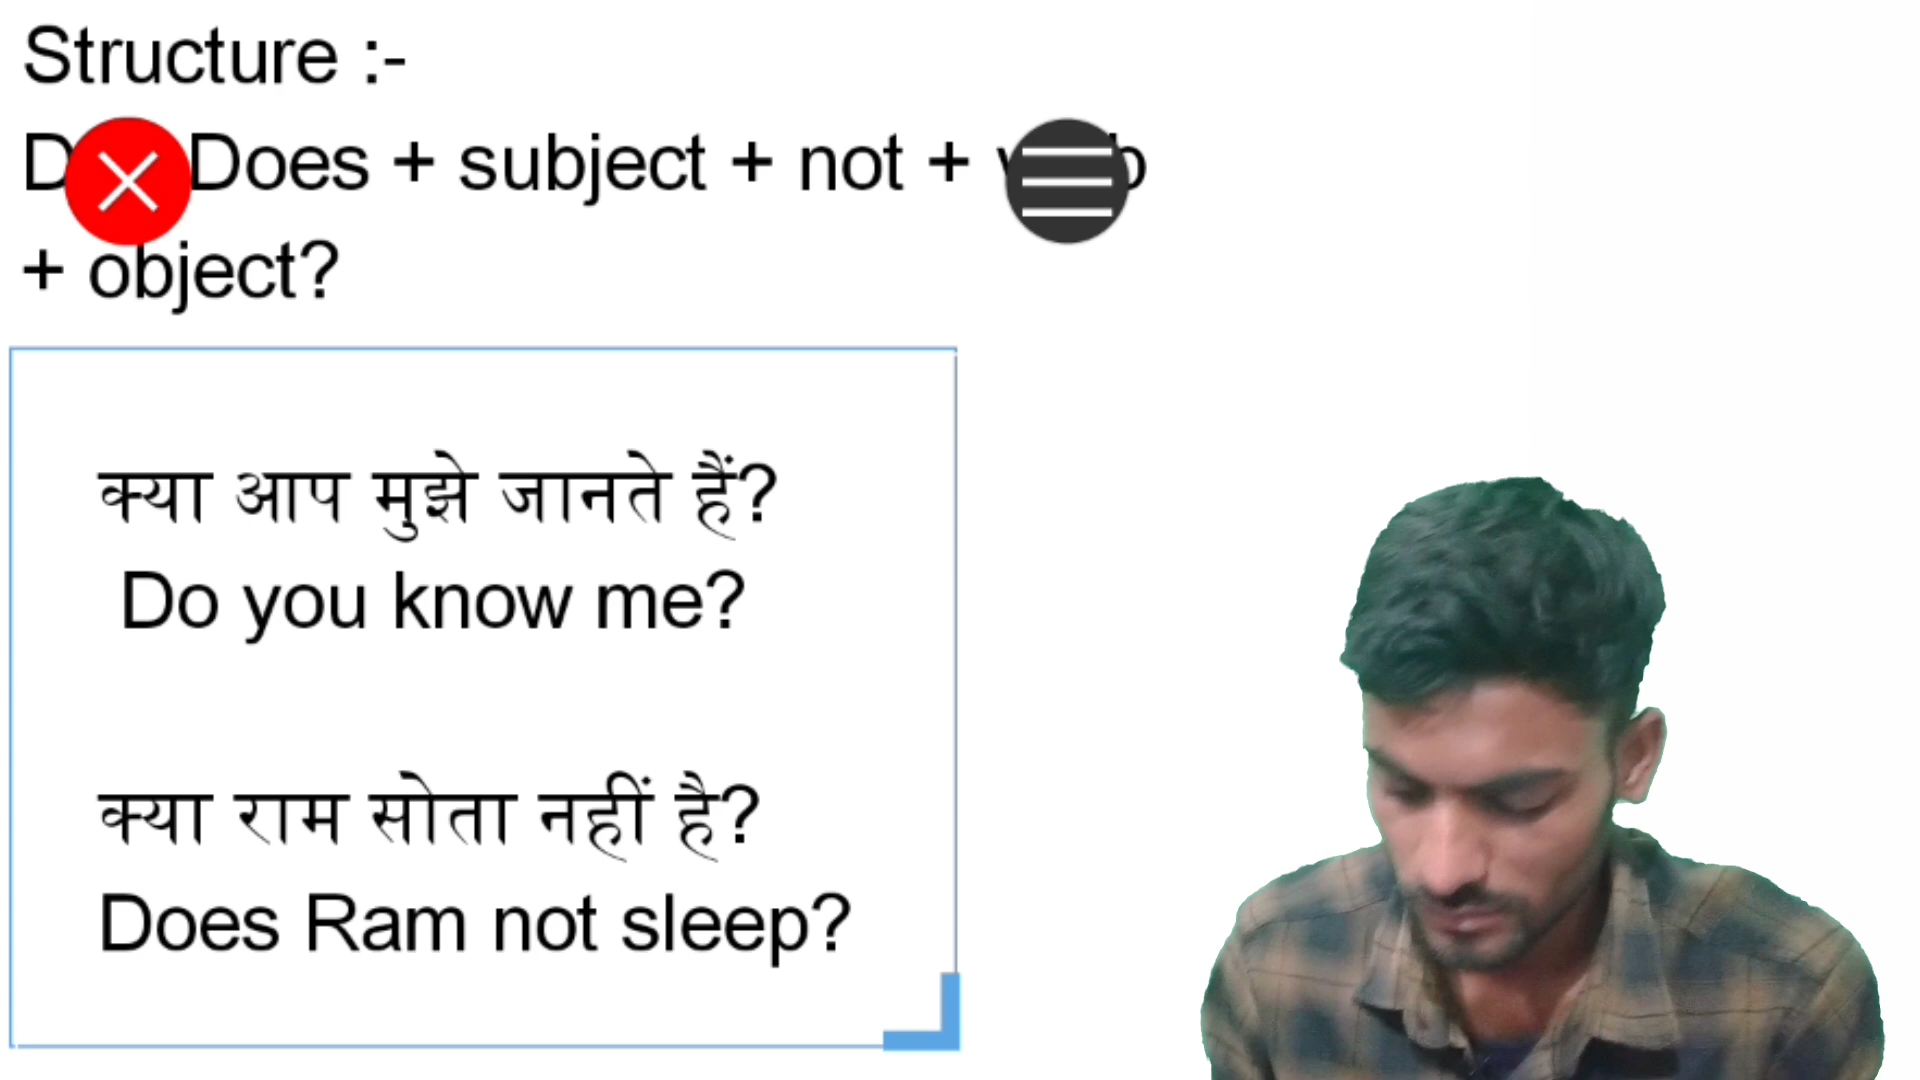 Structure :-
Does + subject + not +
+ object?
क्या आप मुझे जानते हैं?
Do you know me?
क्या राम सोता नहीं है?
Does Ram not sleep?